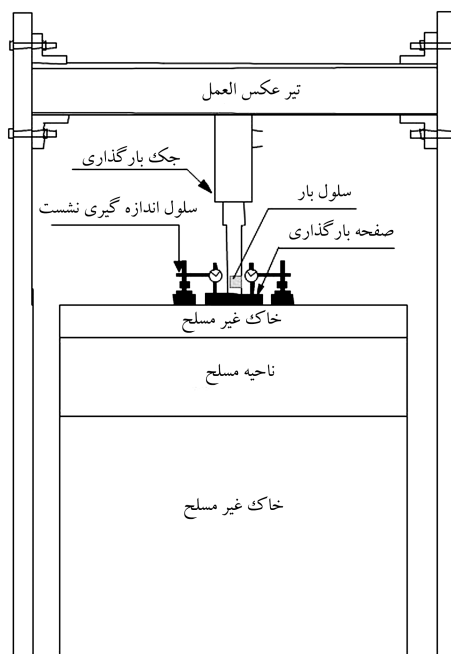 تیر عکس العمل
جک بارگذاری
سلول بار
سلول اندازه گیری نشست
صفحه بارگذاری
خاک غیر مسلح
ناحیه مسلح
خاک غیر مسلح